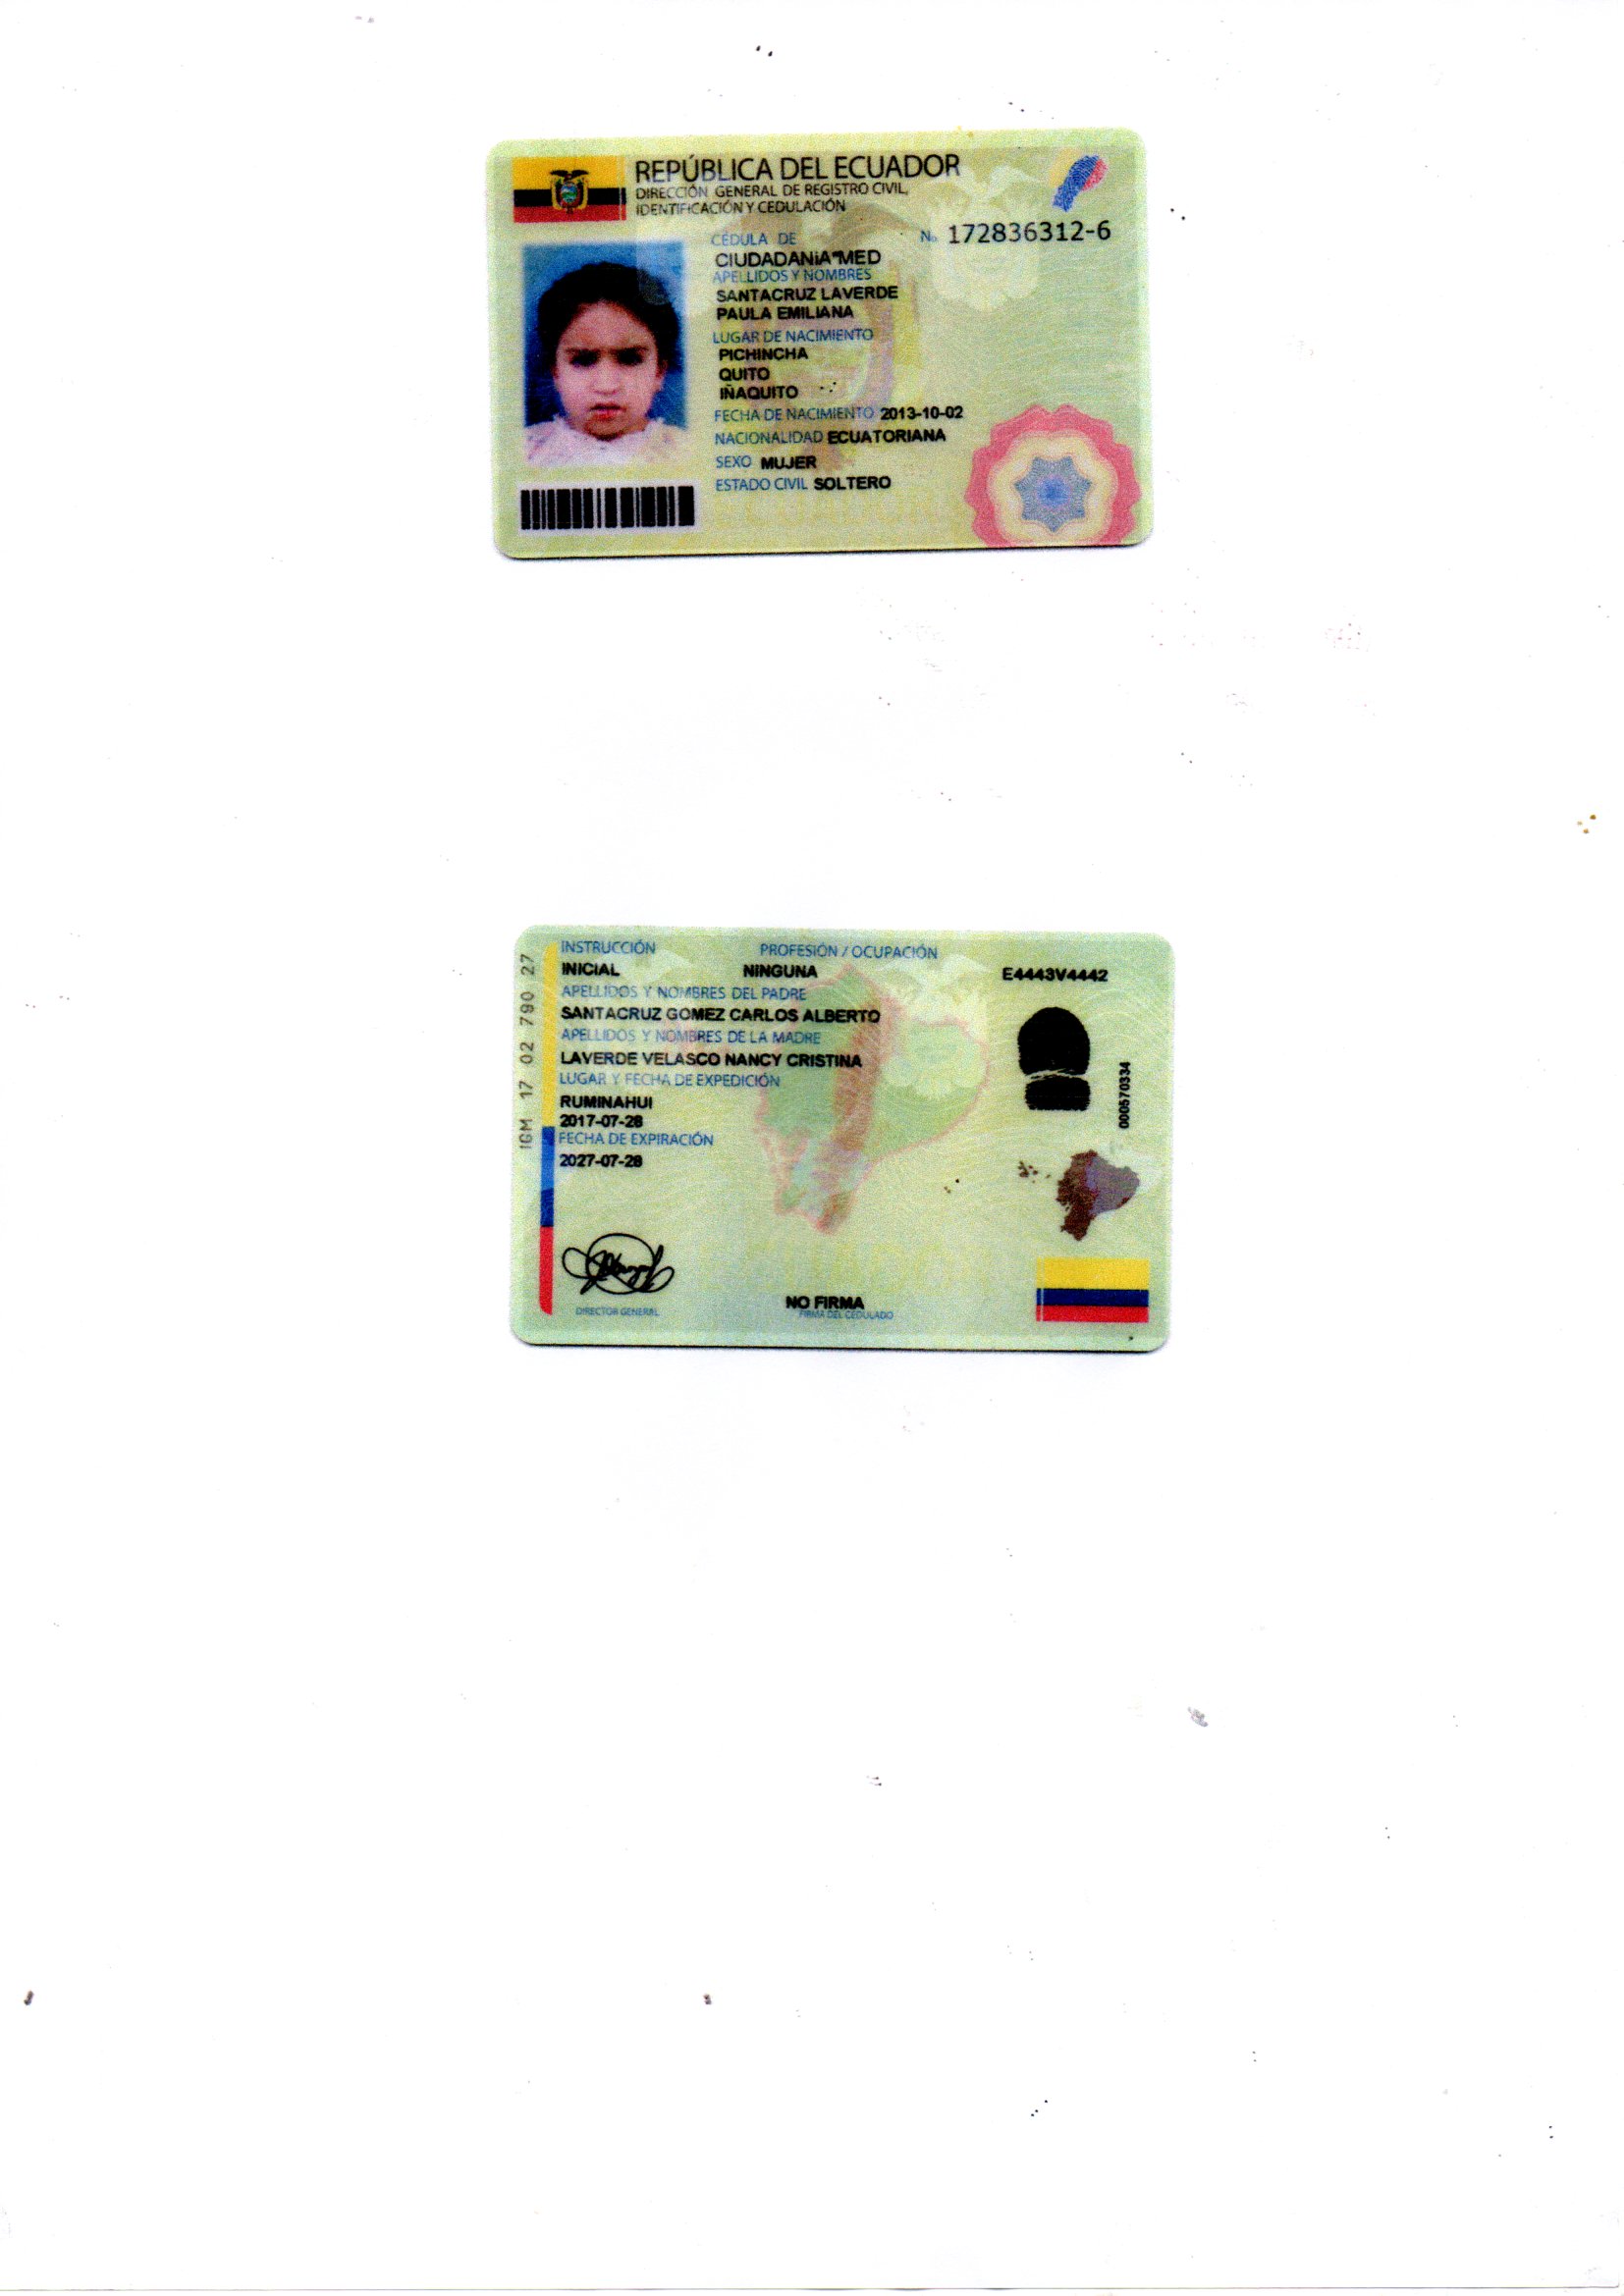 REPÚBLICA DEL ECUADOR
DIRECCIÓN GENERAL DE REGISTRO CIVIL,
IDENTIFICACIÓN Y CEDULACIÓN
CÉDULA DE
No. 172836312-6
CIUDADANíA*MED
APELLIDOS Y NOMBRES
SANTACRUZ LAVERDE
PAULA EMILIANA
LUGAR DE NACIMIENTO
PICHINCHA
QUITO
IÑAQUITO
FECHA DE NACIMIENTO 2013-10-02
NACIONALIDAD ECUATORIANA
SEXO MUJER
ESTADO CIVIL SOLTERO
INSTRUCCIÓN PROFESIÓN / OCUPACIÓN
INICIAL NINGUNA E4443V4442
APELLIDOS Y NOMBRES DEL PADRE
SANTACRUZ GOMEZ CARLOS ALBERTO
APELLIDOS Y NOMBRES DE LA MADRE
LAVERDE VELASCO NANCY CRISTINA
LUGAR Y FECHA DE EXPEDICIÓN
RUMINAHUI
2017-07-28
FECHA DE EXPIRACIÓN
2027-07-28
IGM 17 02 790 27
000570334
DIRECTOR GENERAL
NO FIRMA
FIRMA DEL CEDULADO